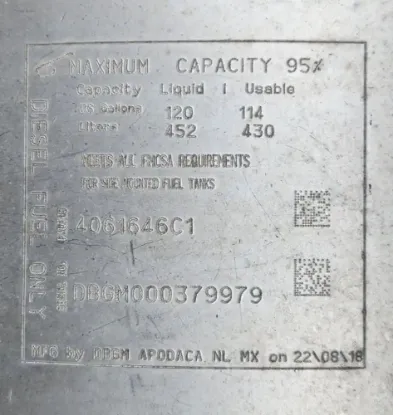 MAXIMUM CAPACITY 95%
Capacity Liquid | Usable
US Gallons 120 114
Liters 452 430
MEETS ALL FMCSA REQUIREMENTS
FOR SIDE MOUNTED FUEL TANKS
4061646C1
DBGM000379979
DIESEL FUEL ONLY
MFG by DBGM APODACA, NL MX on 22\08\18